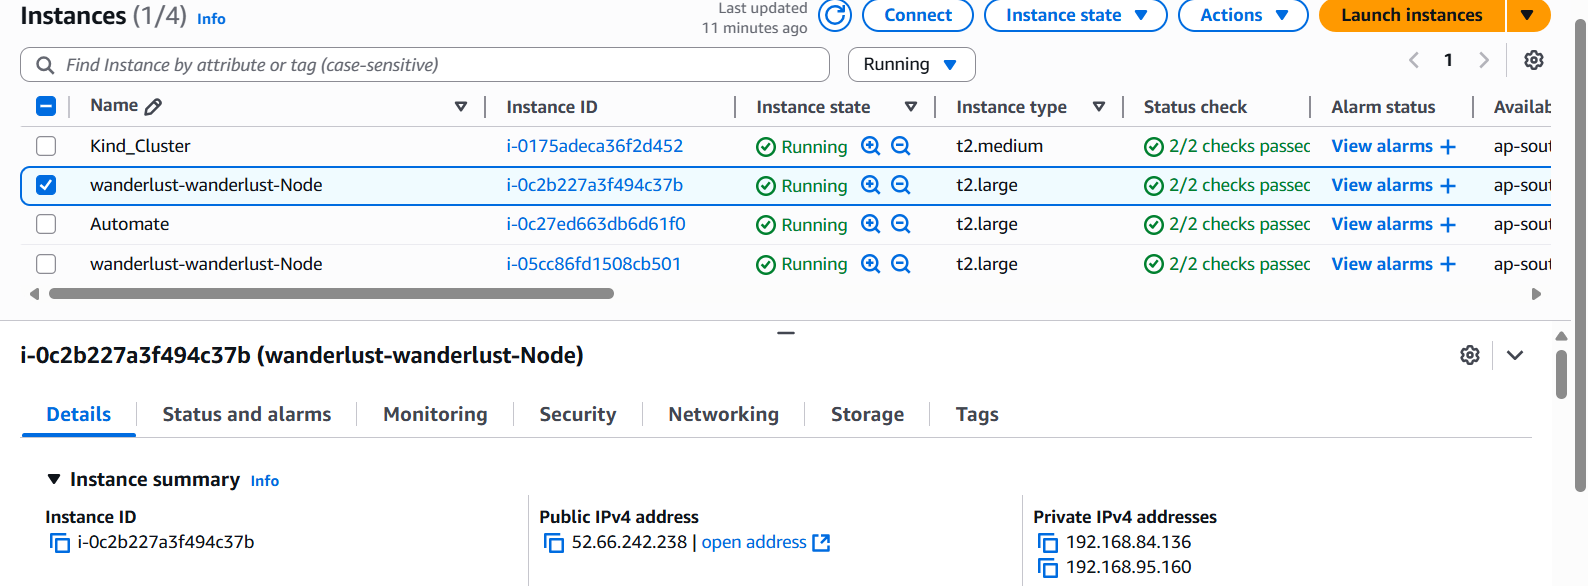 Instances (1/4) Info
Last updated
11 minutes ago
Connect
Instance state
Actions
Launch instances
Find Instance by attribute or tag (case-sensitive)
Running
1
Name Instance ID Instance state Instance type Status check Alarm status Availab
Kind_Cluster i-0175adeca36f2d452 Running t2.medium 2/2 checks passed View alarms + ap-sout
wanderlust-wanderlust-Node i-0c2b227a3f494c37b Running t2.large 2/2 checks passed View alarms + ap-sout
Automate i-0c27ed663db6d61f0 Running t2.large 2/2 checks passed View alarms + ap-sout
wanderlust-wanderlust-Node i-05cc86fd1508cb501 Running t2.large 2/2 checks passed View alarms + ap-sout
i-0c2b227a3f494c37b (wanderlust-wanderlust-Node)
Details Status and alarms Monitoring Security Networking Storage Tags
Instance summary Info
Instance ID
i-0c2b227a3f494c37b
Public IPv4 address
52.66.242.238 | open address
Private IPv4 addresses
192.168.84.136
192.168.95.160